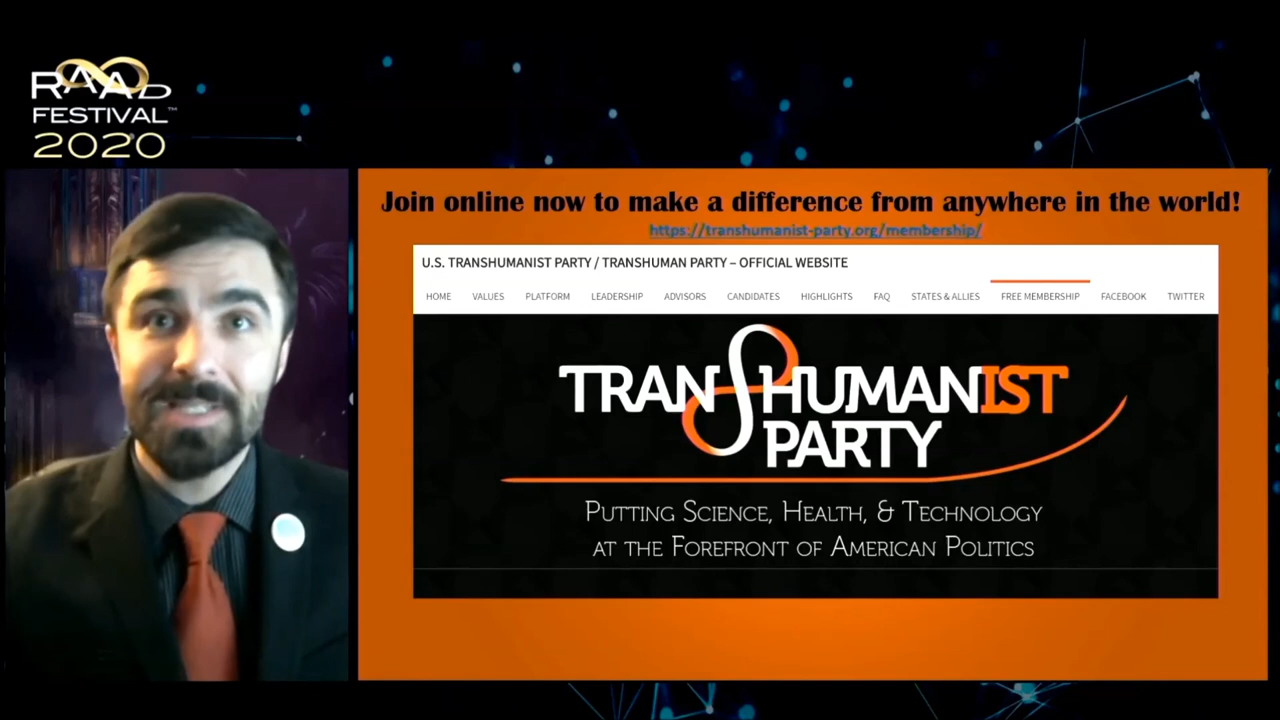 RAAD
FESTIVAL™
2020
Join online now to make a difference from anywhere in the world!
https://transhumanist-party.org/membership/
U.S. TRANSHUMANIST PARTY / TRANSHUMAN PARTY – OFFICIAL WEBSITE
HOME VALUES PLATFORM LEADERSHIP ADVISORS CANDIDATES HIGHLIGHTS FAQ STATES & ALLIES FREE MEMBERSHIP FACEBOOK TWITTER
TRANSHUMANIST
PARTY
PUTTING SCIENCE, HEALTH, & TECHNOLOGY
AT THE FOREFRONT OF AMERICAN POLITICS